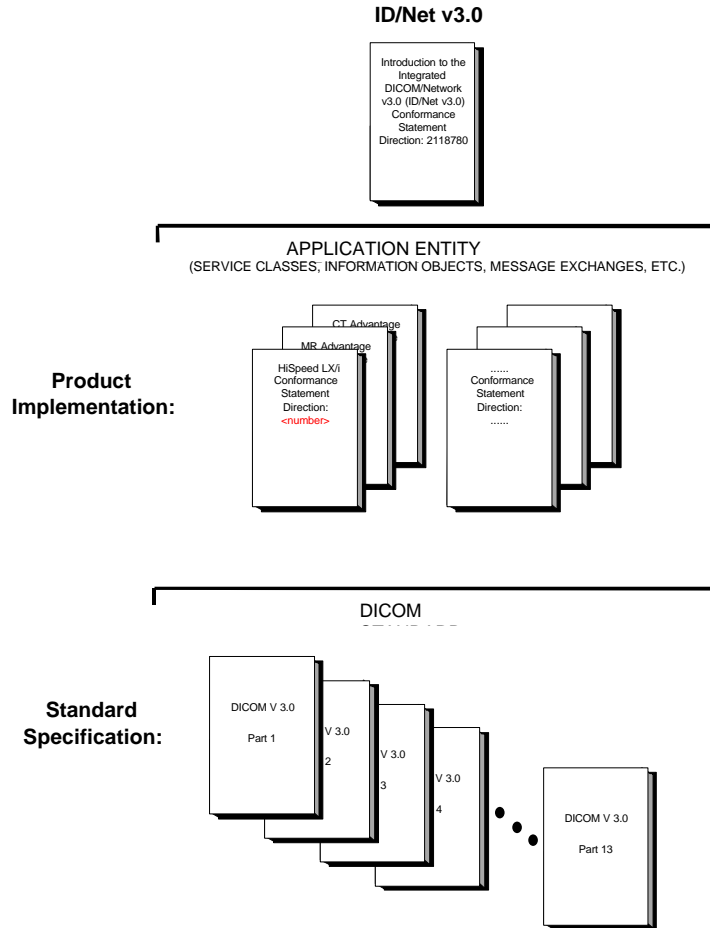 ID/Net v3.0
Introduction to the
Integrated
DICOM/Network
v3.0 (ID/Net v3.0)
Conformance
Statement
Direction: 2118780
APPLICATION ENTITY
(SERVICE CLASSES, INFORMATION OBJECTS, MESSAGE EXCHANGES, ETC.)
Product
Implementation:
CT Advantage
MR Advantage
HiSpeed LX/i
Conformance
Statement
Direction:
<number>
......
Conformance
Statement
Direction:
......
DICOM
Standard
Specification:
DICOM V 3.0
Part 1
V 3.0
2
V 3.0
3
V 3.0
4
DICOM V 3.0
Part 13